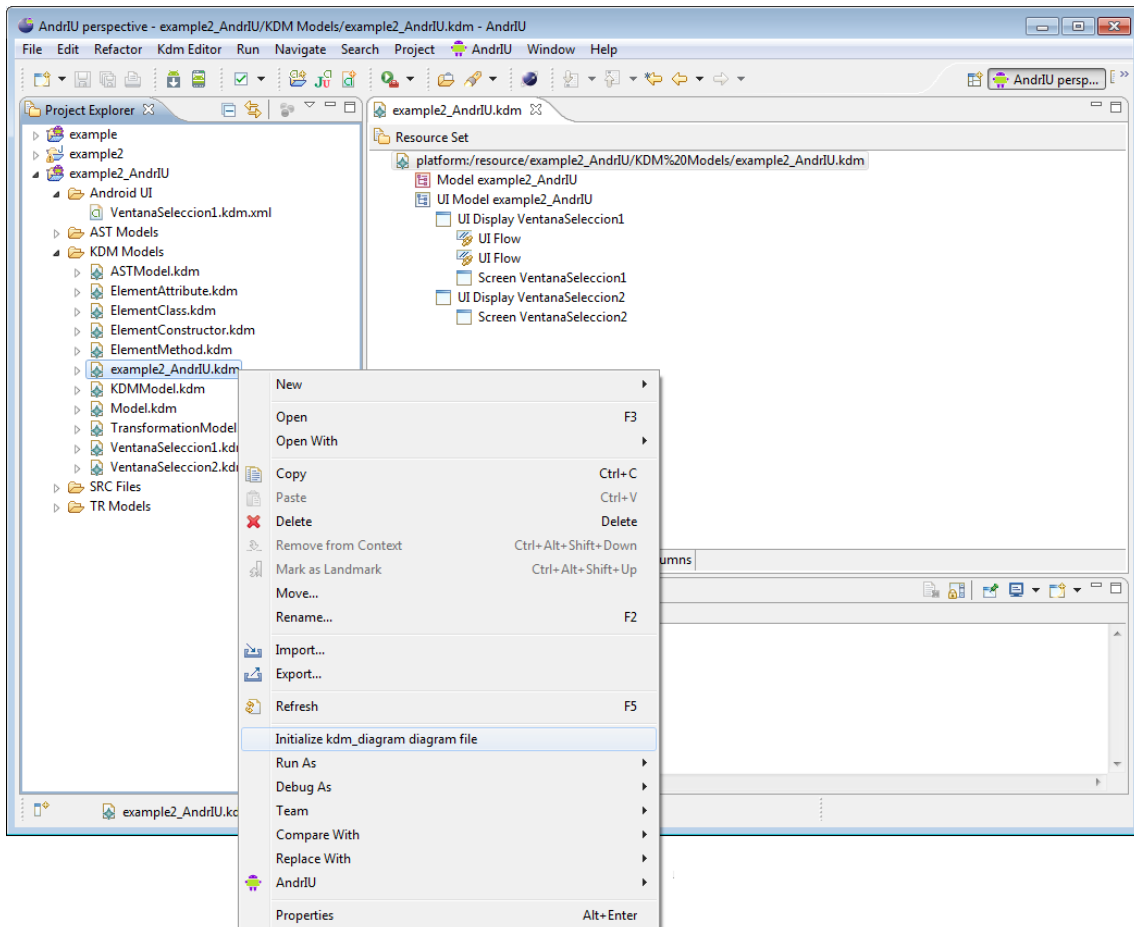 AndrIU perspective - example2_AndrIU/KDM Models/example2_AndrIU.kdm - AndrIU
File Edit Refactor Kdm Editor Run Navigate Search Project AndrIU Window Help
AndrIU persp...
Project Explorer
example
example2
example2_AndrIU
Android UI
VentanaSeleccion1.kdm.xml
AST Models
KDM Models
ASTModel.kdm
ElementAttribute.kdm
ElementClass.kdm
ElementConstructor.kdm
ElementMethod.kdm
example2_AndrIU.kdm
KDMModel.kdm
Model.kdm
TransformationModel
VentanaSeleccion1.kd
VentanaSeleccion2.kd
SRC Files
TR Models
example2_AndrIU.kdm
Resource Set
platform:/resource/example2_AndrIU/KDM%20Models/example2_AndrIU.kdm
Model example2_AndrIU
UI Model example2_AndrIU
UI Display VentanaSeleccion1
UI Flow
UI Flow
Screen VentanaSeleccion1
UI Display VentanaSeleccion2
Screen VentanaSeleccion2
umns
New
Open F3
Open With
Copy Ctrl+C
Paste Ctrl+V
Delete Delete
Remove from Context Ctrl+Alt+Shift+Down
Mark as Landmark Ctrl+Alt+Shift+Up
Move...
Rename... F2
Import...
Export...
Refresh F5
Initialize kdm_diagram diagram file
Run As
Debug As
Team
Compare With
Replace With
AndrIU
Properties Alt+Enter
example2_AndrIU.kd